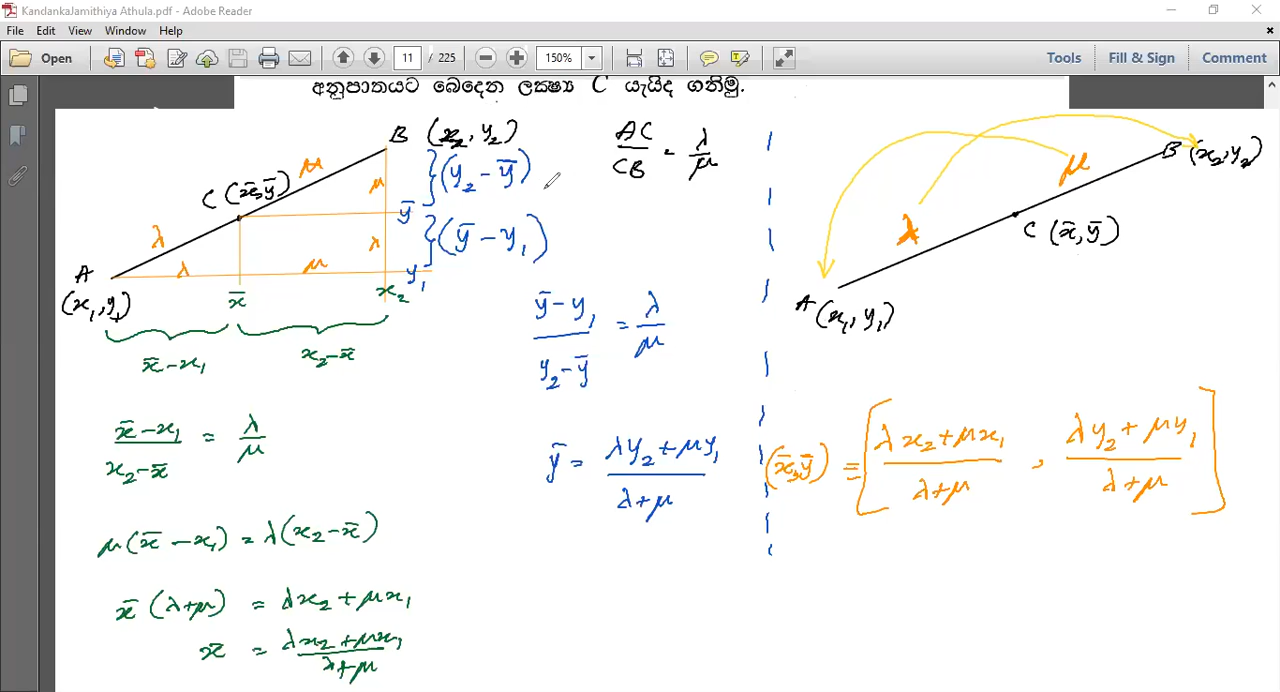 KandankaJamithiya Athula.pdf - Adobe Reader
File Edit View Window Help
Open 11 / 225 150% Tools Fill & Sign Comment
අනුපාතයට බෙදෙන ලක්ෂ්‍ය C යැයිද ගනිමු.
B (x₂, y₂)
μ
C (x̄, ȳ)
μ
} (y₂ - ȳ)
ȳ
λ
λ
} (ȳ - y₁)
A
(x₁, y₁)
λ
μ
y₁
x̄
x₂
x̄ - x₁
x₂ - x̄
(x̄ - x₁)/(x₂ - x̄) = λ/μ
μ(x̄ - x₁) = λ(x₂ - x̄)
x̄ (λ+μ) = λx₂ + μx₁
x̄ = (λx₂ + μx₁)/(λ+μ)
AC/CB = λ/μ
(ȳ - y₁)/(y₂ - ȳ) = λ/μ
ȳ = (λy₂ + μy₁)/(λ+μ)
B (x₂, y₂)
μ
λ
C (x̄, ȳ)
A (x₁, y₁)
(x̄, ȳ) ≡ [(λx₂ + μx₁)/(λ+μ) , (λy₂ + μy₁)/(λ+μ)]